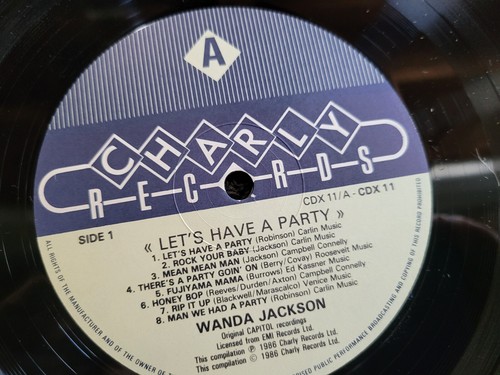 A
CHARLY
RECORDS
CDX 11/A - CDX 11
SIDE 1
« LET'S HAVE A PARTY »
1. LET'S HAVE A PARTY (Robinson) Carlin Music
2. ROCK YOUR BABY (Jackson) Carlin Music
3. MEAN MEAN MAN (Jackson) Campbell Connelly
4. THERE'S A PARTY GOIN' ON (Berry/Covay) Roosevelt Music
5. FUJIYAMA MAMA (Burrows) Ed Kassner Music
6. HONEY BOP (Reeves/Durden/Axton) Campbell Connelly
7. RIP IT UP (Blackwell/Marascalco) Venice Music
8. MAN WE HAD A PARTY (Robinson) Carlin Music
WANDA JACKSON
Original CAPITOL recordings
Licensed from EMI Records Ltd.
This compilation ℗ 1986 Charly Records Ltd.
This compilation © 1986 Charly Records Ltd.
ALL RIGHTS OF THE MANUFACTURER AND OF THE OWNER OF
PUBLIC PERFORMANCE BROADCASTING AND COPYING OF THIS RECORD PROHIBITED